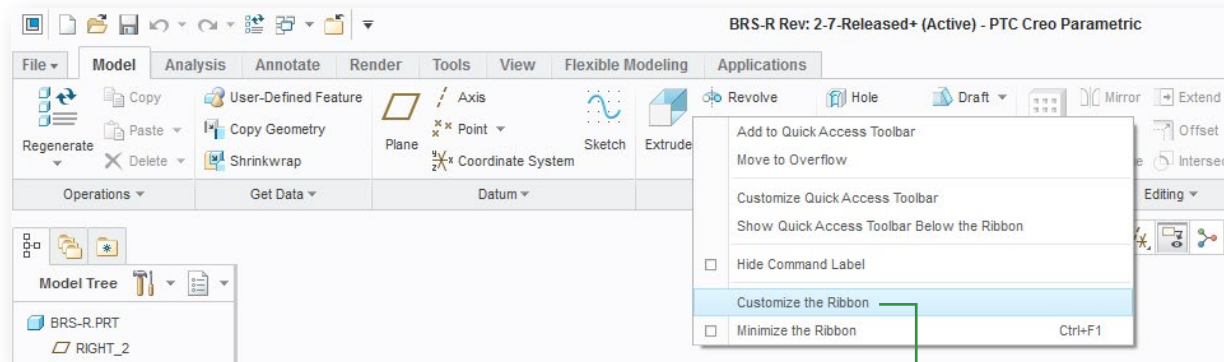 BRS-R Rev: 2-7-Released+ (Active) - PTC Creo Parametric
File Model Analysis Annotate Render Tools View Flexible Modeling Applications
Copy User-Defined Feature Axis Revolve Hole Draft Mirror Extend
Paste Copy Geometry Point Offset
Regenerate Plane Sketch Extrude
Delete Shrinkwrap Coordinate System
Operations Get Data Datum Editing
Add to Quick Access Toolbar
Move to Overflow
Customize Quick Access Toolbar
Show Quick Access Toolbar Below the Ribbon
Hide Command Label
Customize the Ribbon
Minimize the Ribbon Ctrl+F1
Model Tree
BRS-R.PRT
RIGHT_2